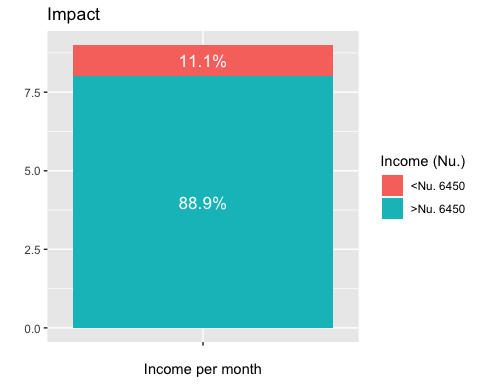 Impact
11.1%
7.5
5.0
88.9%
2.5
0.0
Income per month
Income (Nu.)
<Nu. 6450
>Nu. 6450